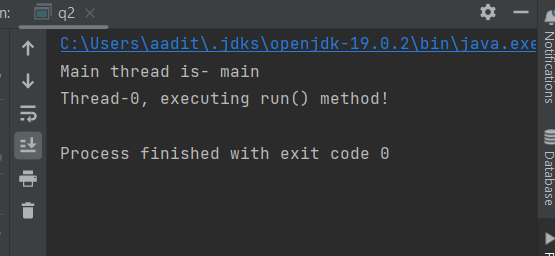 n: q2
C:\Users\aadit\.jdks\openjdk-19.0.2\bin\java.exe
Main thread is- main
Thread-0, executing run() method!
Process finished with exit code 0
Notifications
Database